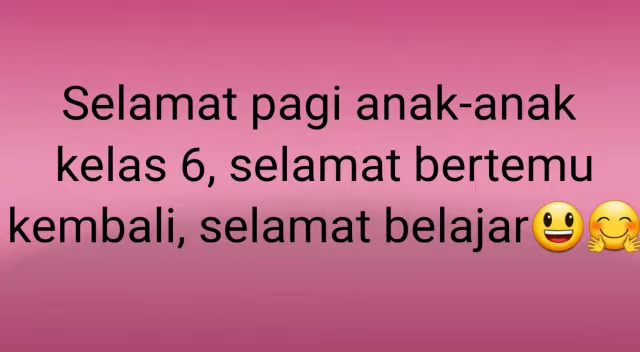 Selamat pagi anak-anak
kelas 6, selamat bertemu
kembali, selamat belajar😃🤗